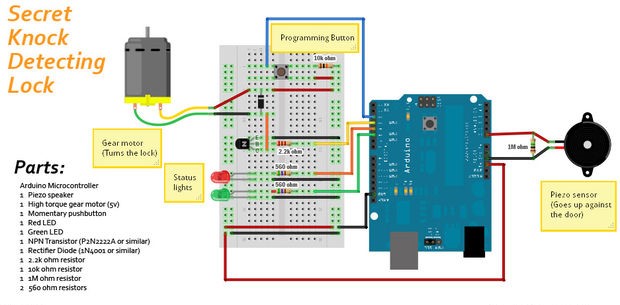 Secret
Knock
Detecting
Lock
Programming Button
10k ohm
Gear motor
(Turns the lock)
2.2k ohm
Status
lights
560 ohm
560 ohm
Arduino
1M ohm
Piezo sensor
(Goes up against
the door)
Parts:
Arduino Microcontroller
1 Piezo speaker
1 High torque gear motor (5v)
1 Momentary pushbutton
1 Red LED
1 Green LED
1 NPN Transistor (P2N2222A or similar)
1 Rectifier Diode (1N4001 or similar)
1 2.2k ohm resistor
1 10k ohm resistor
1 1M ohm resistor
2 560 ohm resistors